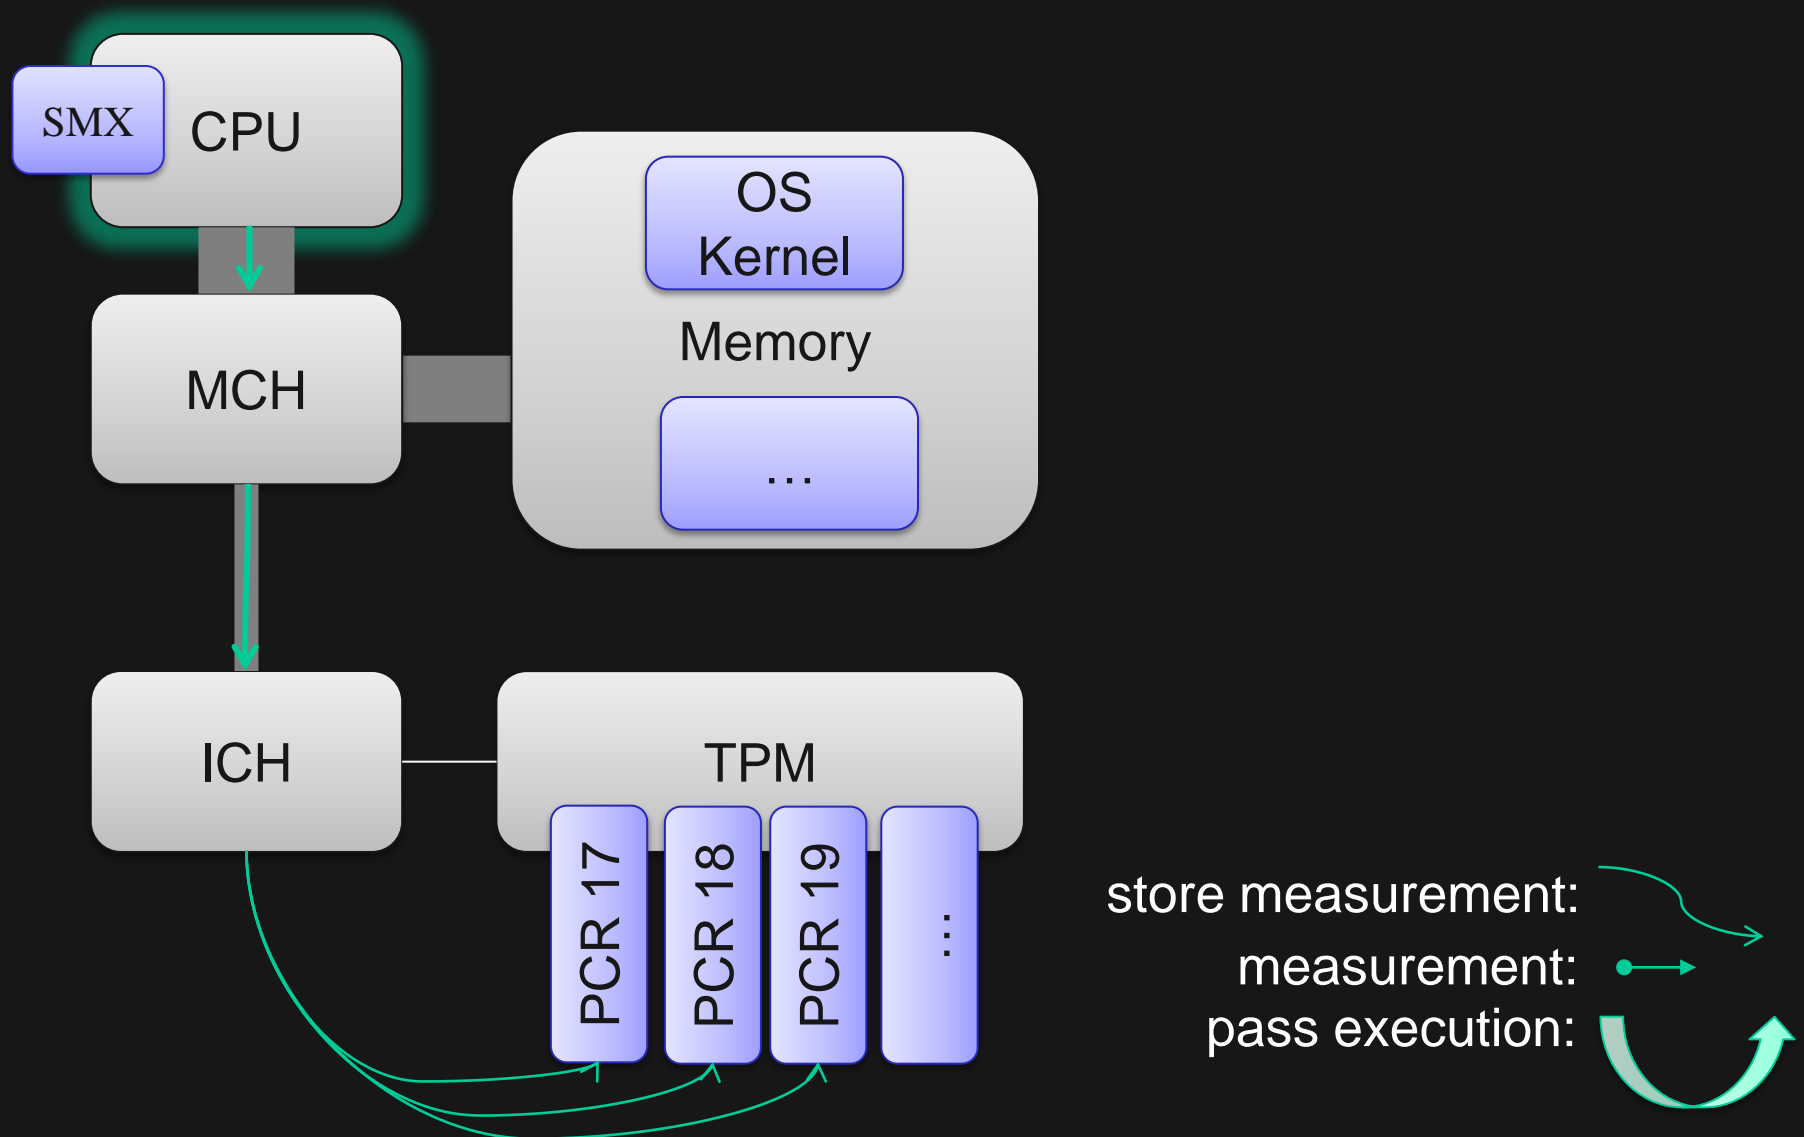 SMX
CPU
OS
Kernel
Memory
MCH
…
ICH
TPM
PCR 17
PCR 18
PCR 19
…
store measurement:
measurement:
pass execution: